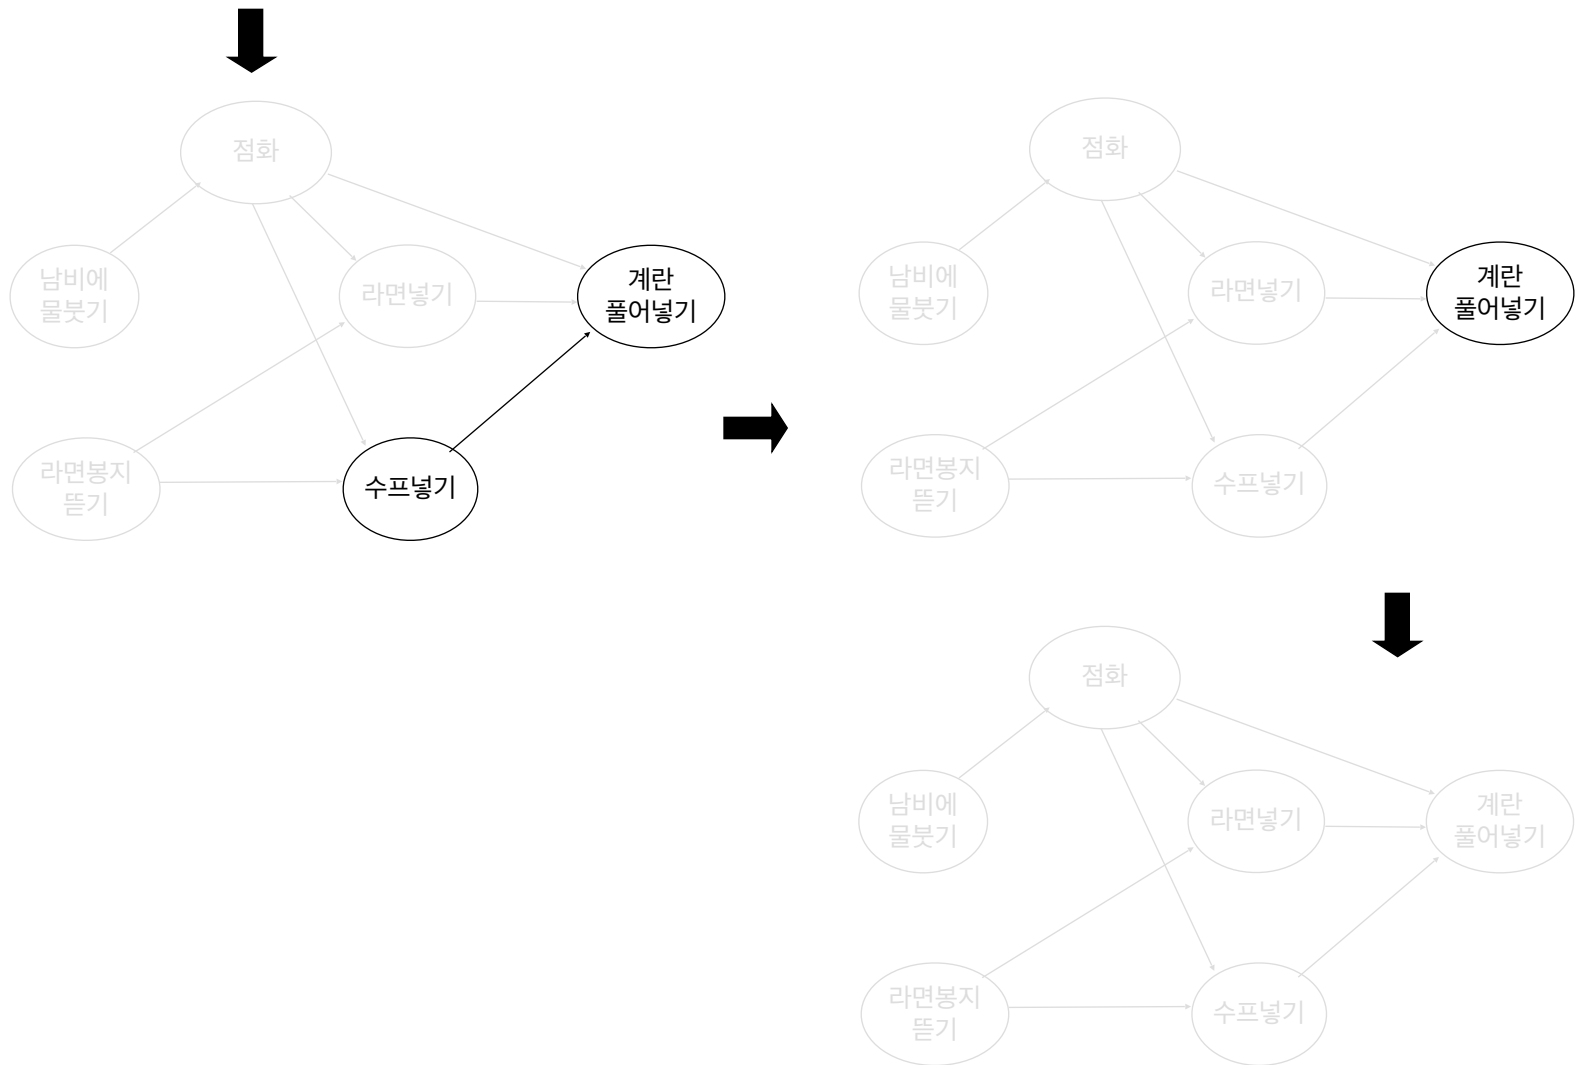 점화
남비에
물붓기
라면넣기
계란
풀어넣기
라면봉지
뜯기
수프넣기
점화
남비에
물붓기
라면넣기
계란
풀어넣기
라면봉지
뜯기
수프넣기
점화
남비에
물붓기
라면넣기
계란
풀어넣기
라면봉지
뜯기
수프넣기